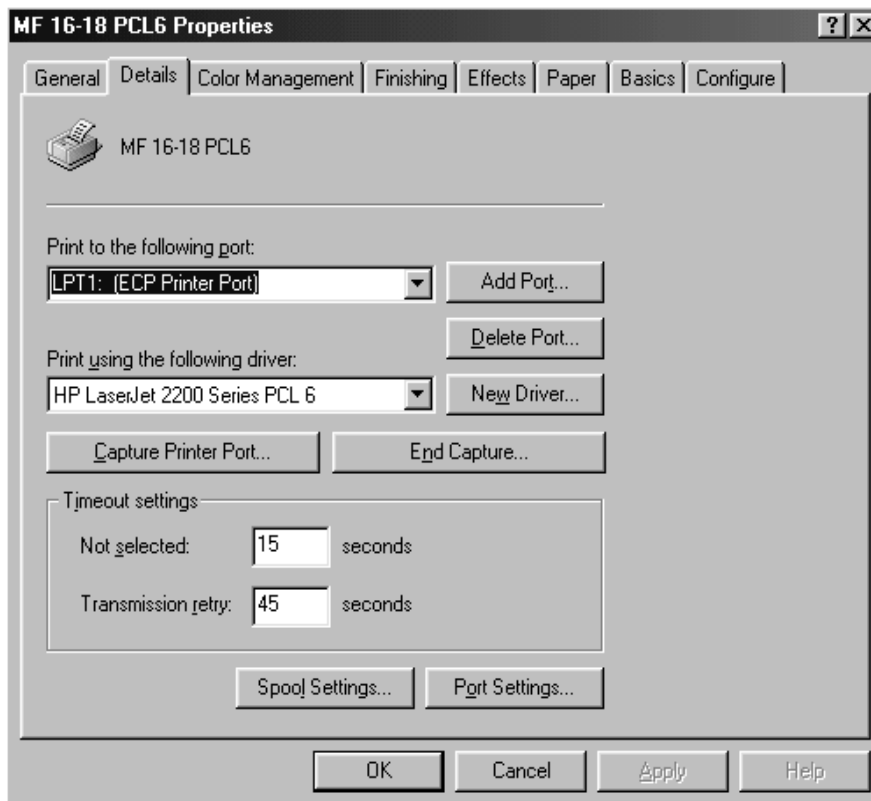 MF 16-18 PCL6 Properties
General Details Color Management Finishing Effects Paper Basics Configure
MF 16-18 PCL6
Print to the following port:
LPT1: (ECP Printer Port)
Add Port...
Delete Port...
Print using the following driver:
HP LaserJet 2200 Series PCL 6
New Driver...
Capture Printer Port... End Capture...
Timeout settings
Not selected: 15 seconds
Transmission retry: 45 seconds
Spool Settings... Port Settings...
OK Cancel Apply Help